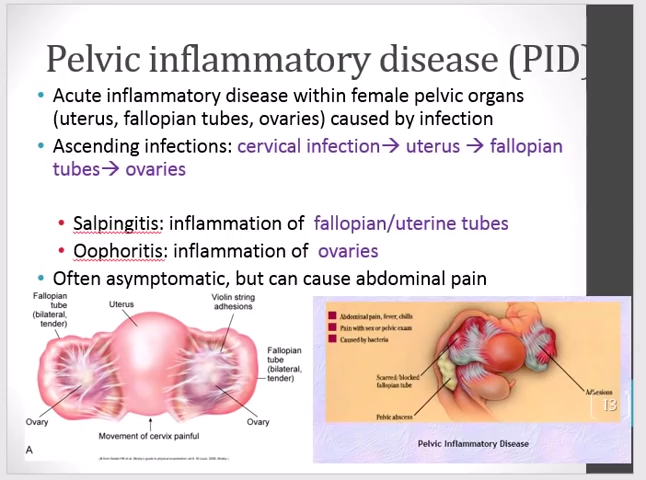 Pelvic inflammatory disease (PID)
• Acute inflammatory disease within female pelvic organs
(uterus, fallopian tubes, ovaries) caused by infection
• Ascending infections: cervical infection→ uterus → fallopian
tubes→ ovaries
• Salpingitis: inflammation of fallopian/uterine tubes
• Oophoritis: inflammation of ovaries
• Often asymptomatic, but can cause abdominal pain
Fallopian
tube
(bilateral,
tender)
Uterus
Violin string
adhesions
Fallopian
tube
(bilateral,
tender)
Ovary
Ovary
Movement of cervix painful
A
Abdominal pain, fever, chills
Pain with sex or pelvic exam
Caused by bacteria
Scarred/blocked
fallopian tube
Pelvic abscess
Adhesions
13
Pelvic Inflammatory Disease